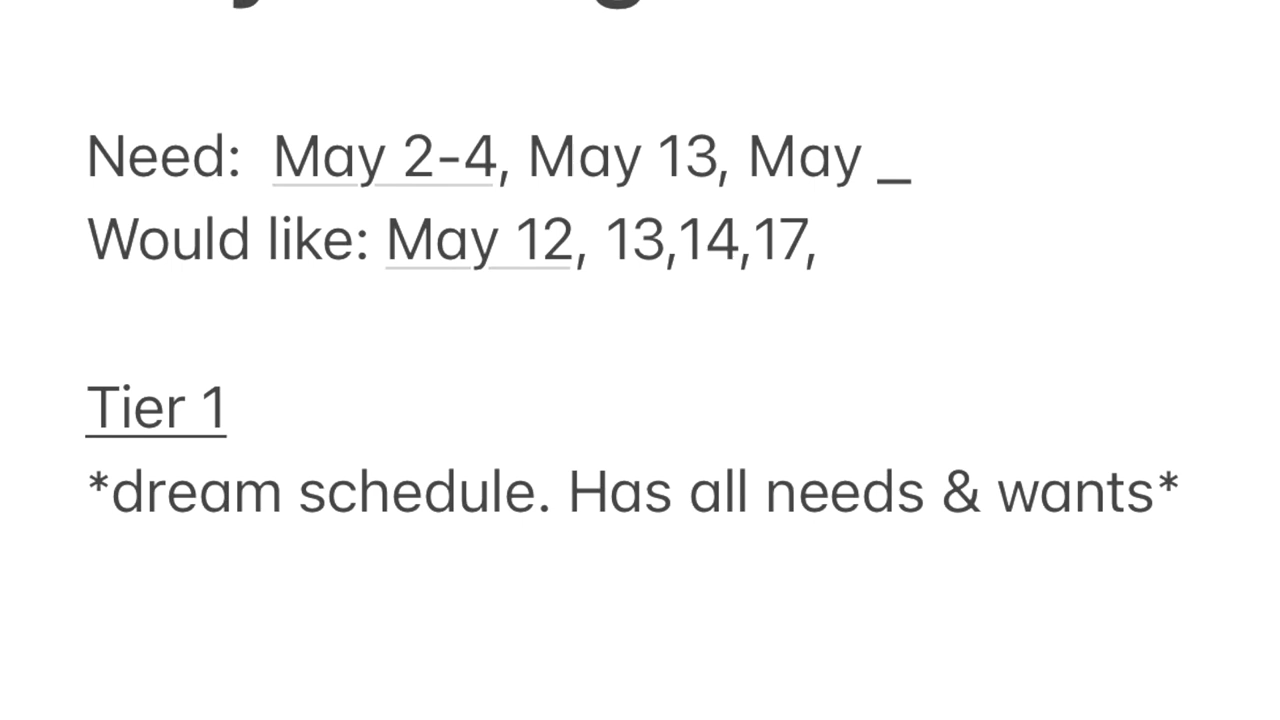 Need: May 2-4, May 13, May _
Would like: May 12, 13,14,17,
Tier 1
*dream schedule. Has all needs & wants*